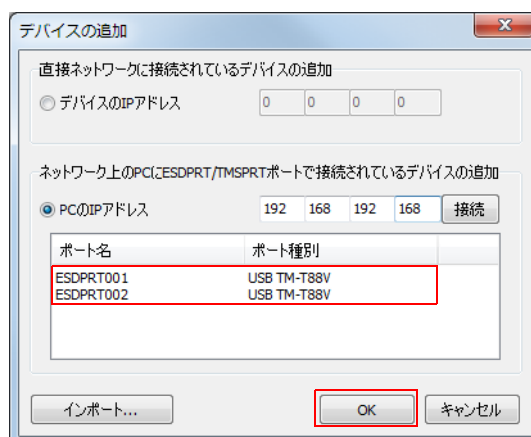 デバイスの追加
直接ネットワークに接続されているデバイスの追加
デバイスのIPアドレス 0 0 0 0
ネットワーク上のPCにESDPRT/TMSPRTポートで接続されているデバイスの追加
PCのIPアドレス 192 168 192 168 接続
ポート名 ポート種別
ESDPRT001 USB TM-T88V
ESDPRT002 USB TM-T88V
インポート... OK キャンセル